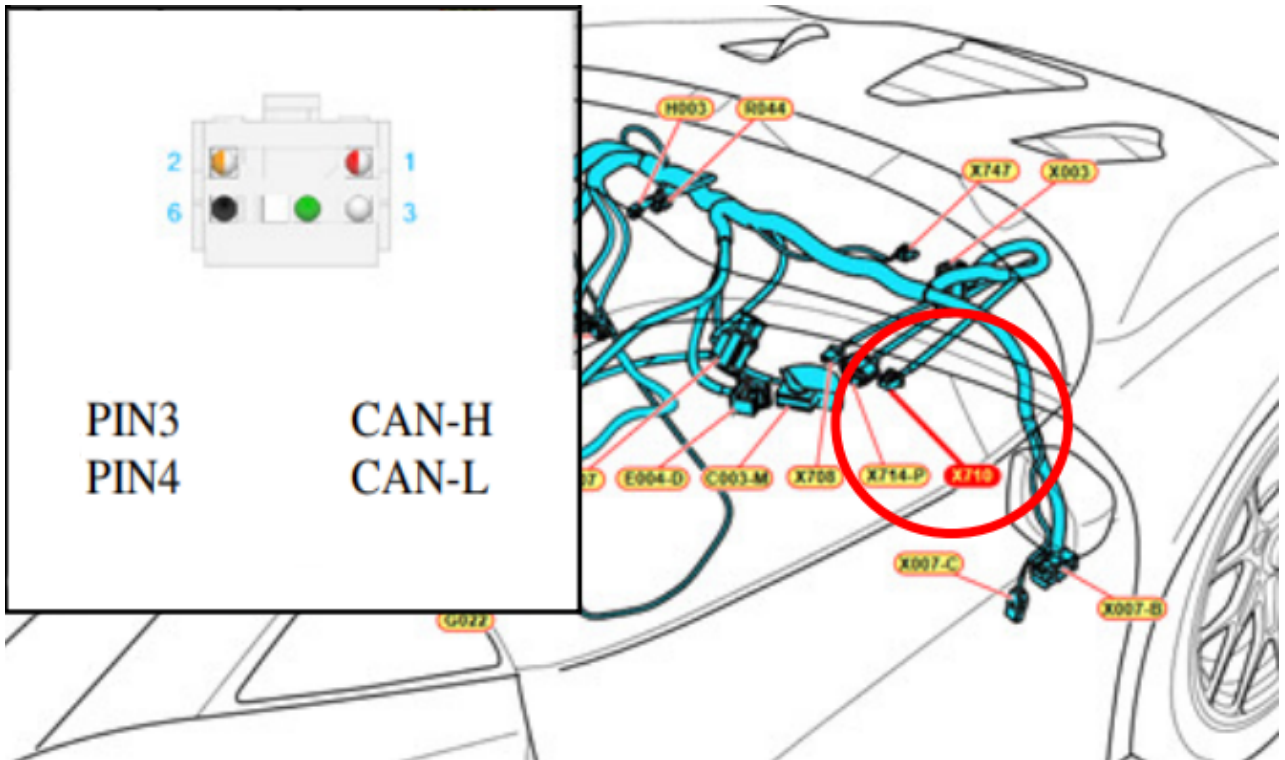 2 1
6 3
PIN3 CAN-H
PIN4 CAN-L
H003 R044
X747 X003
07 E004-D C003-M X708 X714-P X710
X007-C
X007-B
G022